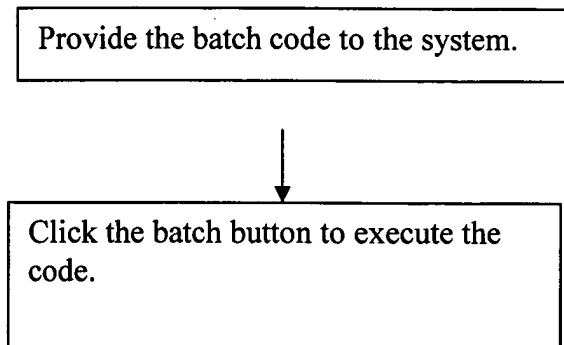 Provide the batch code to the system.
Click the batch button to execute the
code.